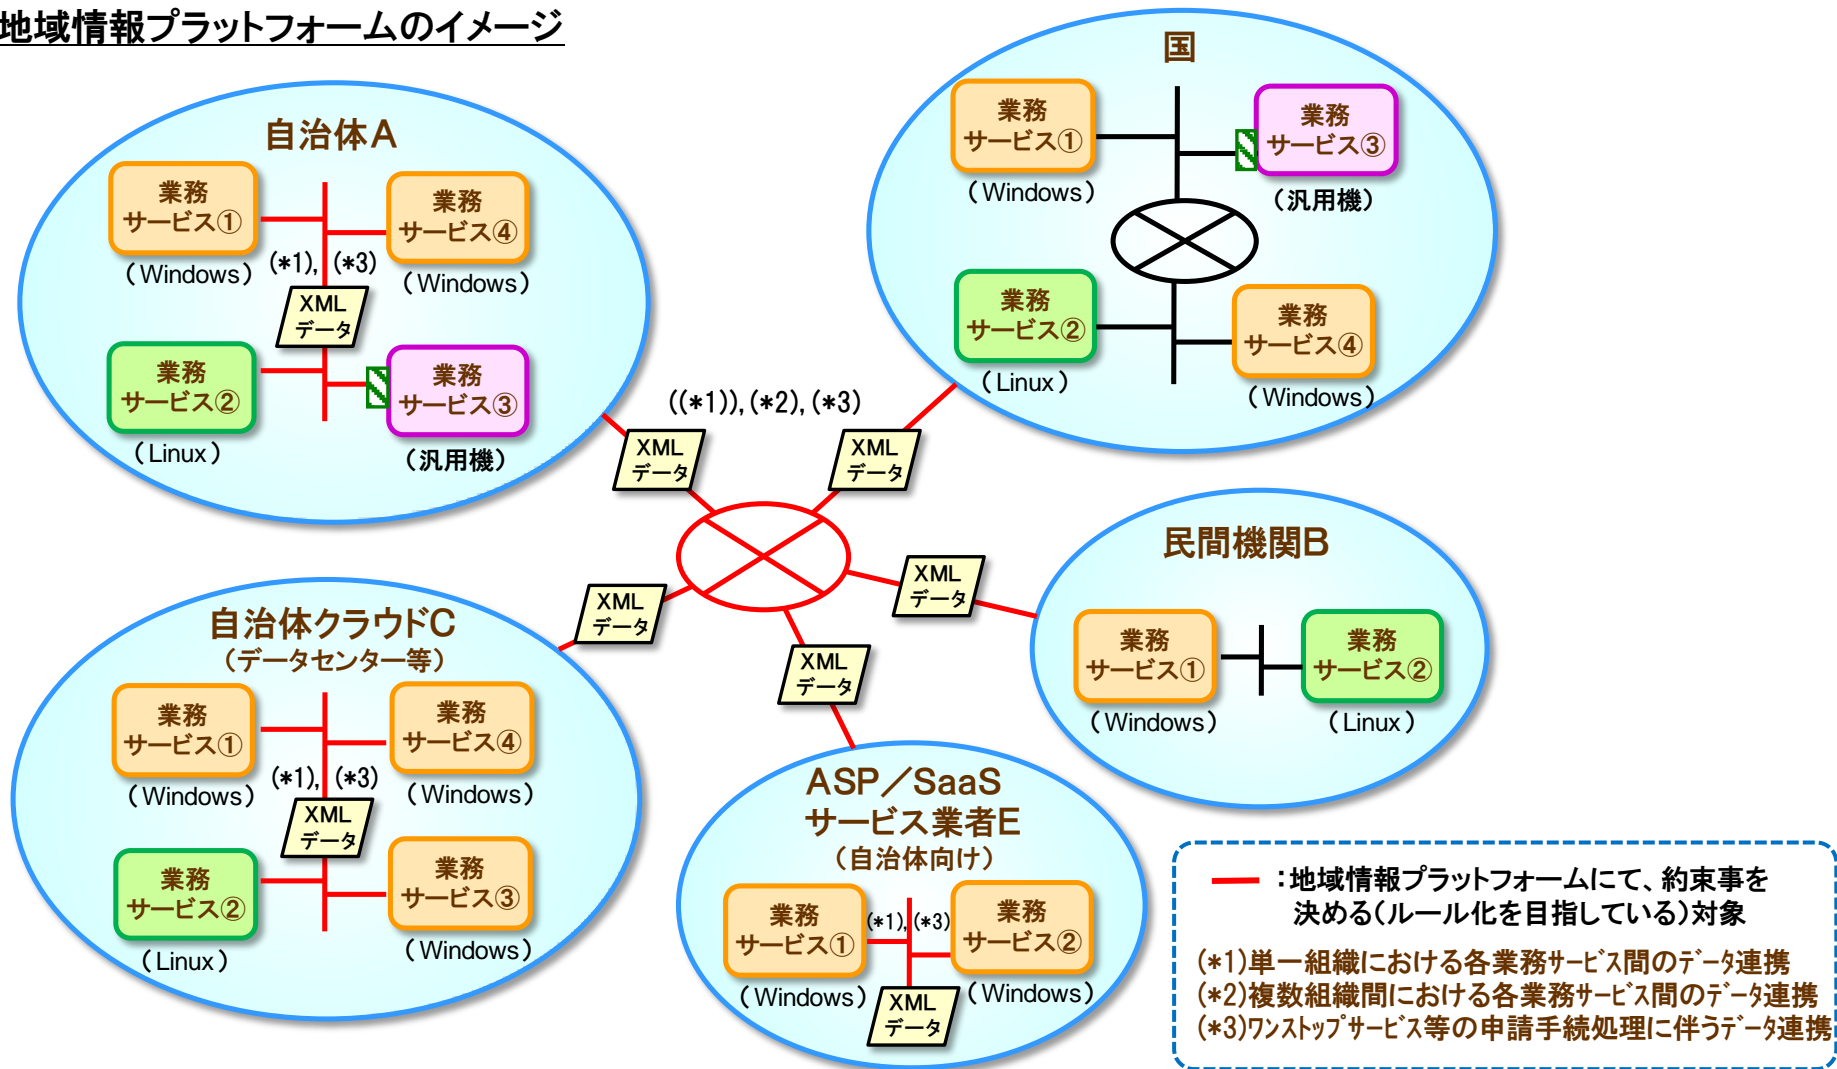 地域情報プラットフォームのイメージ
自治体A
業務
サービス①
(Windows)
業務
サービス④
(Windows)
(*1), (*3)
XML
データ
業務
サービス②
(Linux)
業務
サービス③
(汎用機)
国
業務
サービス①
(Windows)
業務
サービス③
(汎用機)
業務
サービス②
(Linux)
業務
サービス④
(Windows)
((*1)), (*2), (*3)
XML
データ
XML
データ
XML
データ
XML
データ
XML
データ
民間機関B
業務
サービス①
(Windows)
業務
サービス②
(Linux)
自治体クラウドC
(データセンター等)
業務
サービス①
(Windows)
業務
サービス④
(Windows)
(*1), (*3)
XML
データ
業務
サービス②
(Linux)
業務
サービス③
(Windows)
ASP/SaaS
サービス業者E
(自治体向け)
業務
サービス①
(Windows)
(*1), (*3)
業務
サービス②
(Windows)
XML
データ
:地域情報プラットフォームにて、約束事を
決める(ルール化を目指している)対象
(*1)単一組織における各業務サービス間のデータ連携
(*2)複数組織間における各業務サービス間のデータ連携
(*3)ワンストップサービス等の申請手続処理に伴うデータ連携